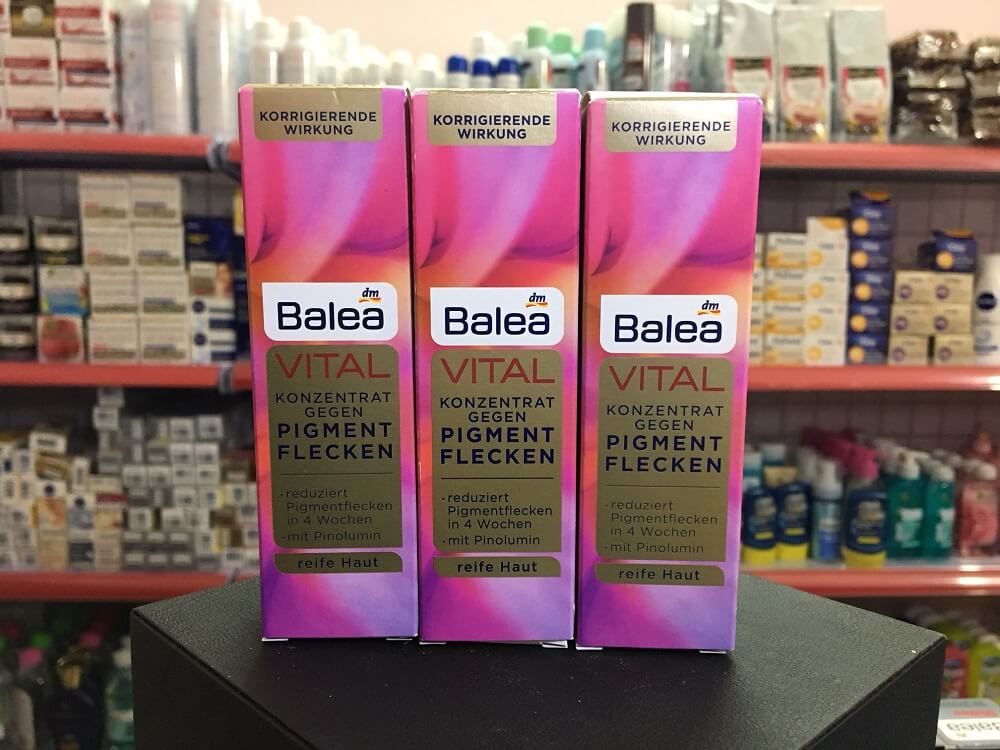 KORRIGIERENDE
WIRKUNG
dm
Balea
VITAL
KONZENTRAT
GEGEN
PIGMENT
FLECKEN
·reduziert
Pigmentflecken
in 4 Wochen
·mit Pinolumin
reife Haut
KORRIGIERENDE
WIRKUNG
dm
Balea
VITAL
KONZENTRAT
GEGEN
PIGMENT
FLECKEN
·reduziert
Pigmentflecken
in 4 Wochen
·mit Pinolumin
reife Haut
KORRIGIERENDE
WIRKUNG
dm
Balea
VITAL
KONZENTRAT
GEGEN
PIGMENT
FLECKEN
·reduziert
Pigmentflecken
in 4 Wochen
·mit Pinolumin
reife Haut
Balea